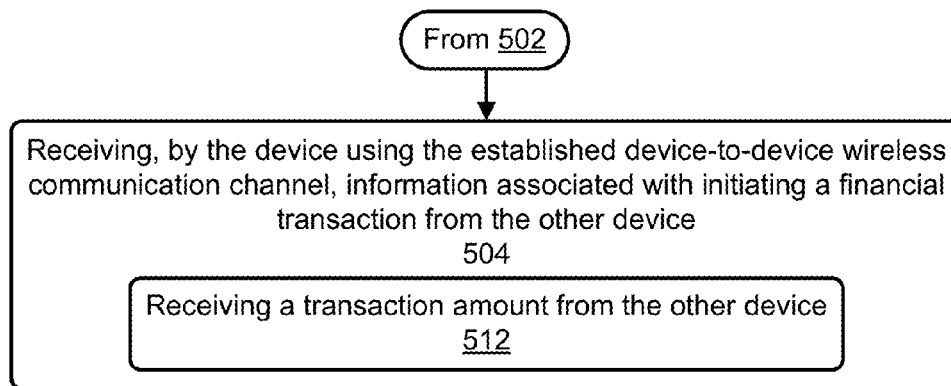 From 502
Receiving, by the device using the established device-to-device wireless
communication channel, information associated with initiating a financial
transaction from the other device
504
Receiving a transaction amount from the other device
512